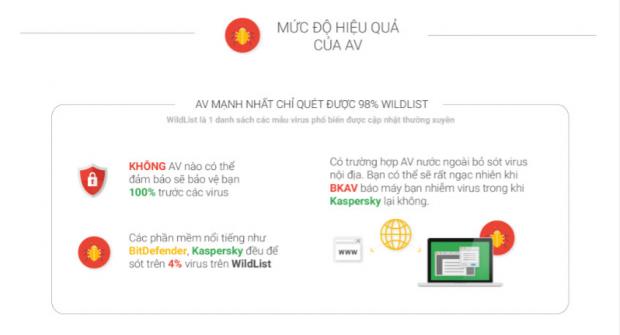 MỨC ĐỘ HIỆU QUẢ
CỦA AV
AV MẠNH NHẤT CHỈ QUÉT ĐƯỢC 98% WILDLIST
WildList là 1 danh sách các mẫu virus phổ biến được cập nhật thường xuyên
KHÔNG AV nào có thể
đảm bảo sẽ bảo vệ bạn
100% trước các virus
Có trường hợp AV nước ngoài bỏ sót virus
nội địa. Bạn có thể sẽ rất ngạc nhiên khi
BKAV báo máy bạn nhiễm virus trong khi
Kaspersky lại không.
Các phần mềm nổi tiếng như
BitDefender, Kaspersky đều để
sót trên 4% virus trên WildList
WWW